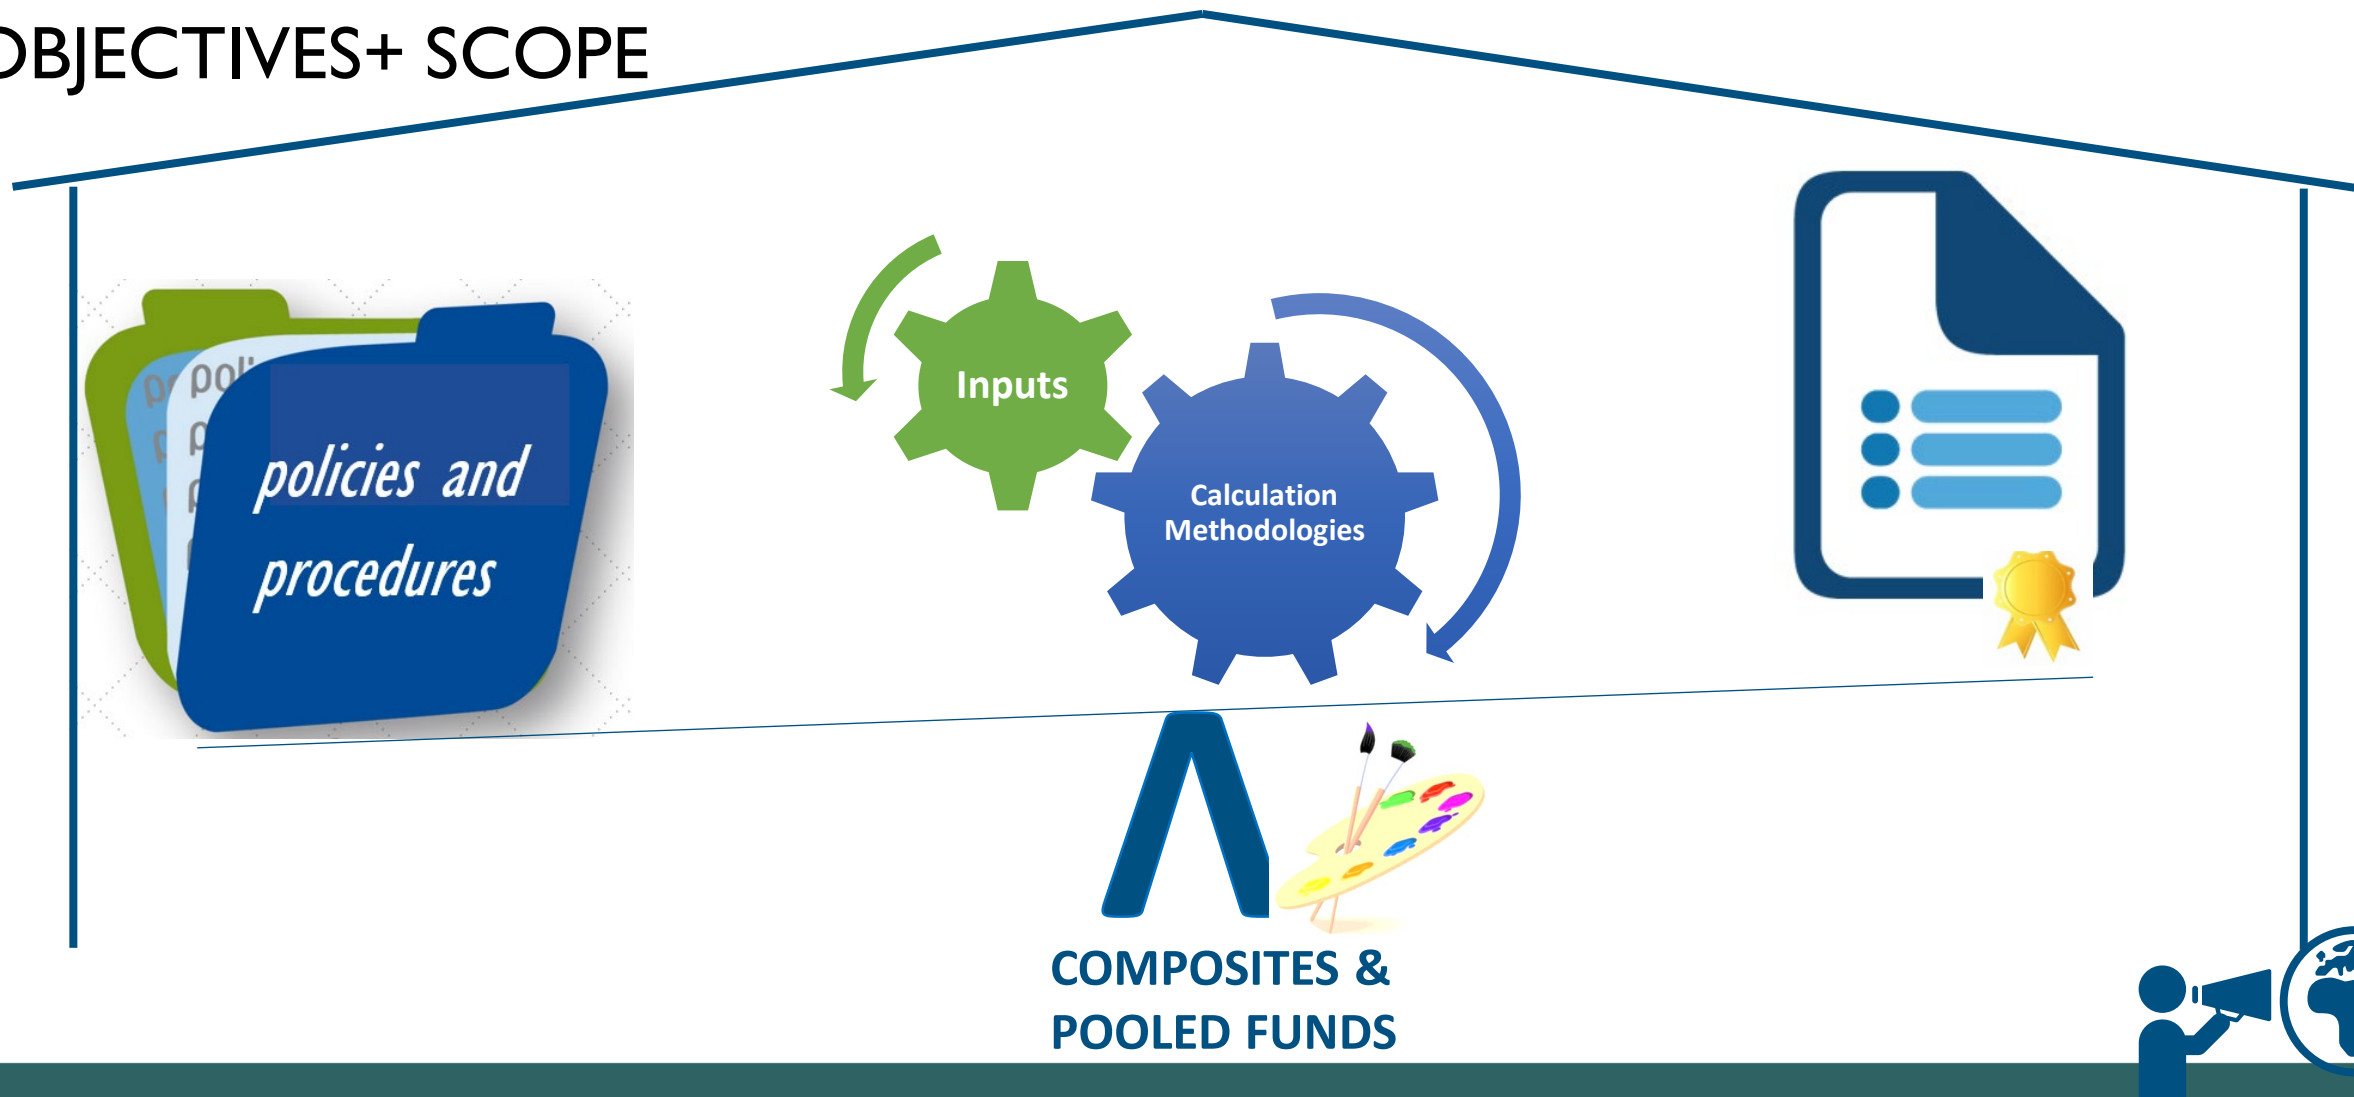 OBJECTIVES+ SCOPE
policies and
procedures
Inputs
Calculation
Methodologies
COMPOSITES &
POOLED FUNDS